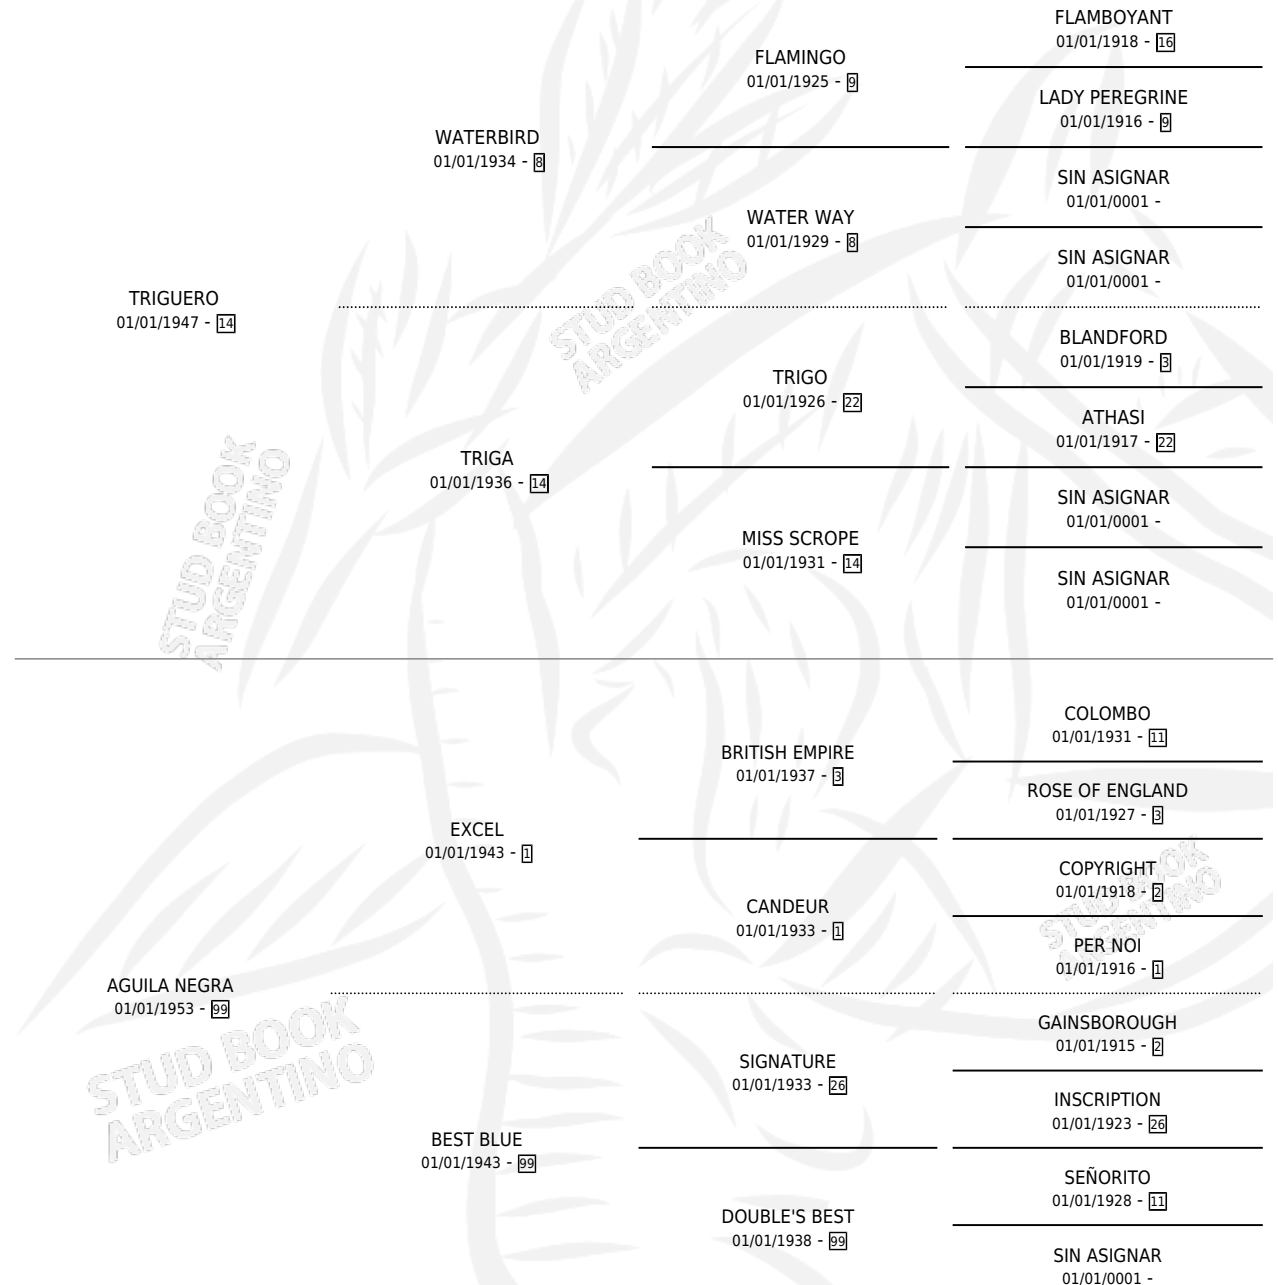 FLAMBOYANT
01/01/1918 - 16
FLAMINGO
01/01/1925 - 9
LADY PEREGRINE
01/01/1916 - 9
WATERBIRD
01/01/1934 - 8
SIN ASIGNAR
01/01/0001 -
WATER WAY
01/01/1929 - 8
SIN ASIGNAR
01/01/0001 -
TRIGUERO
01/01/1947 - 14
BLANDFORD
01/01/1919 - 3
TRIGO
01/01/1926 - 22
ATHASI
01/01/1917 - 22
TRIGA
01/01/1936 - 14
SIN ASIGNAR
01/01/0001 -
MISS SCROPE
01/01/1931 - 14
SIN ASIGNAR
01/01/0001 -
COLOMBO
01/01/1931 - 11
BRITISH EMPIRE
01/01/1937 - 3
ROSE OF ENGLAND
01/01/1927 - 3
EXCEL
01/01/1943 - 1
COPYRIGHT
01/01/1918 - 2
CANDEUR
01/01/1933 - 1
PER NOI
01/01/1916 - 1
AGUILA NEGRA
01/01/1953 - 99
GAINSBOROUGH
01/01/1915 - 2
SIGNATURE
01/01/1933 - 26
INSCRIPTION
01/01/1923 - 26
BEST BLUE
01/01/1943 - 99
SEÑORITO
01/01/1928 - 11
DOUBLE'S BEST
01/01/1938 - 99
SIN ASIGNAR
01/01/0001 -
STUD BOOK
ARGENTINO
STUD BOOK
ARGENTINO
STUD BOOK
ARGENTINO
STUD BOOK
ARGENTINO